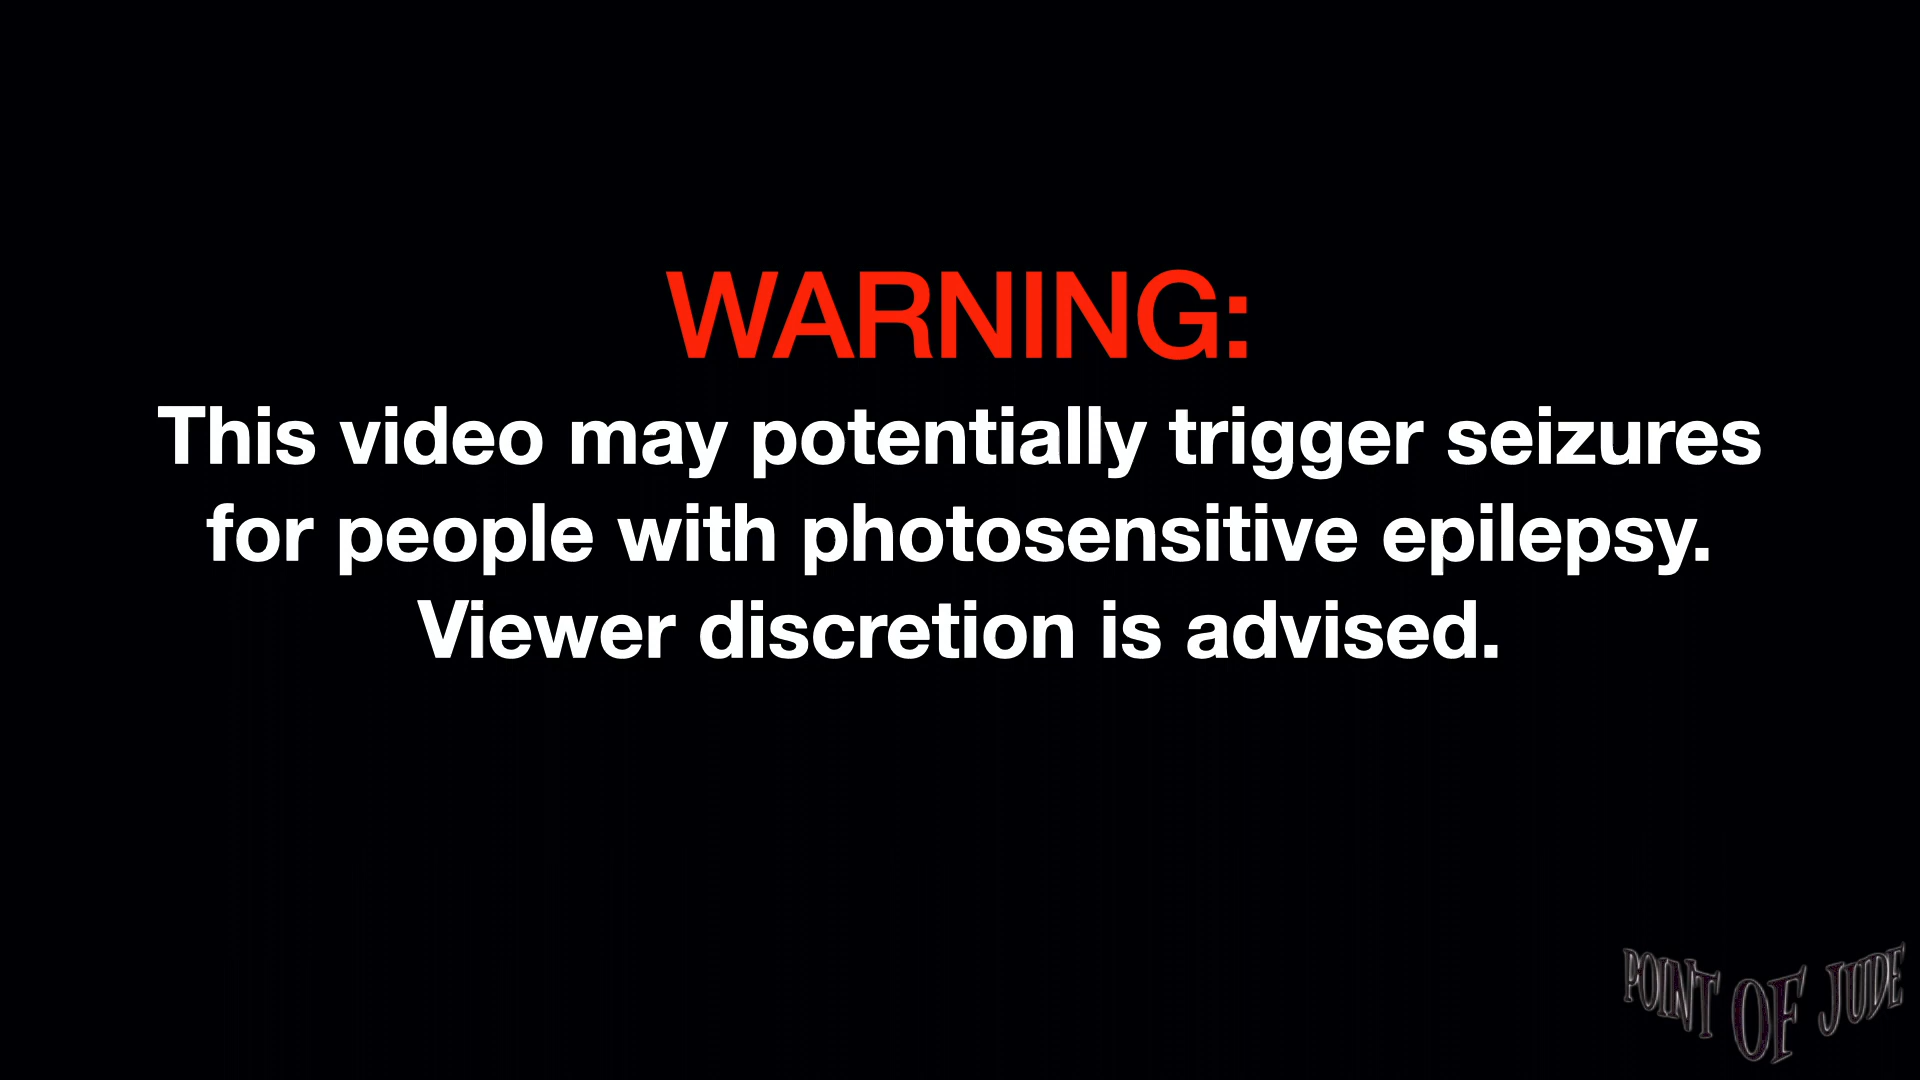 WARNING:
This video may potentially trigger seizures
for people with photosensitive epilepsy.
Viewer discretion is advised.
POINT OF JUDE